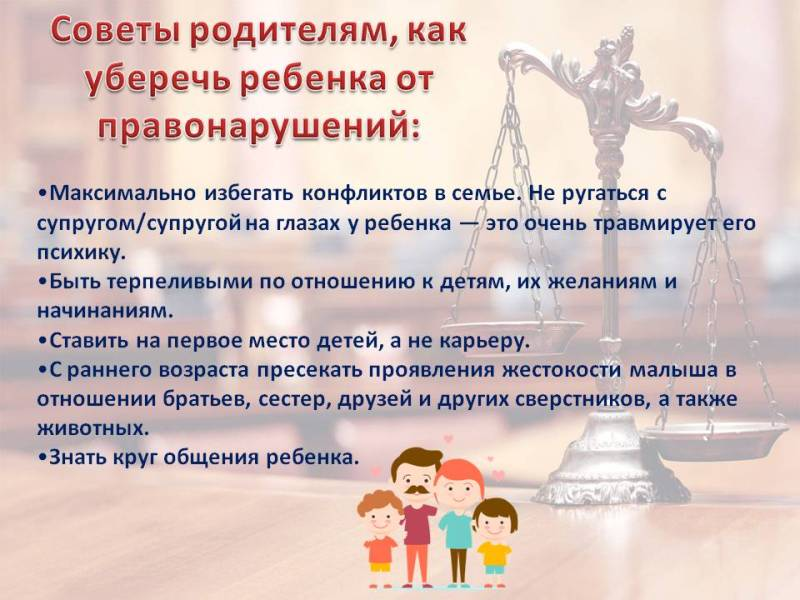 Советы родителям, как
уберечь ребенка от
правонарушений:
•Максимально избегать конфликтов в семье. Не ругаться с
супругом/супругой на глазах у ребенка — это очень травмирует его
психику.
•Быть терпеливыми по отношению к детям, их желаниям и
начинаниям.
•Ставить на первое место детей, а не карьеру.
•С раннего возраста пресекать проявления жестокости малыша в
отношении братьев, сестер, друзей и других сверстников, а также
животных.
•Знать круг общения ребенка.